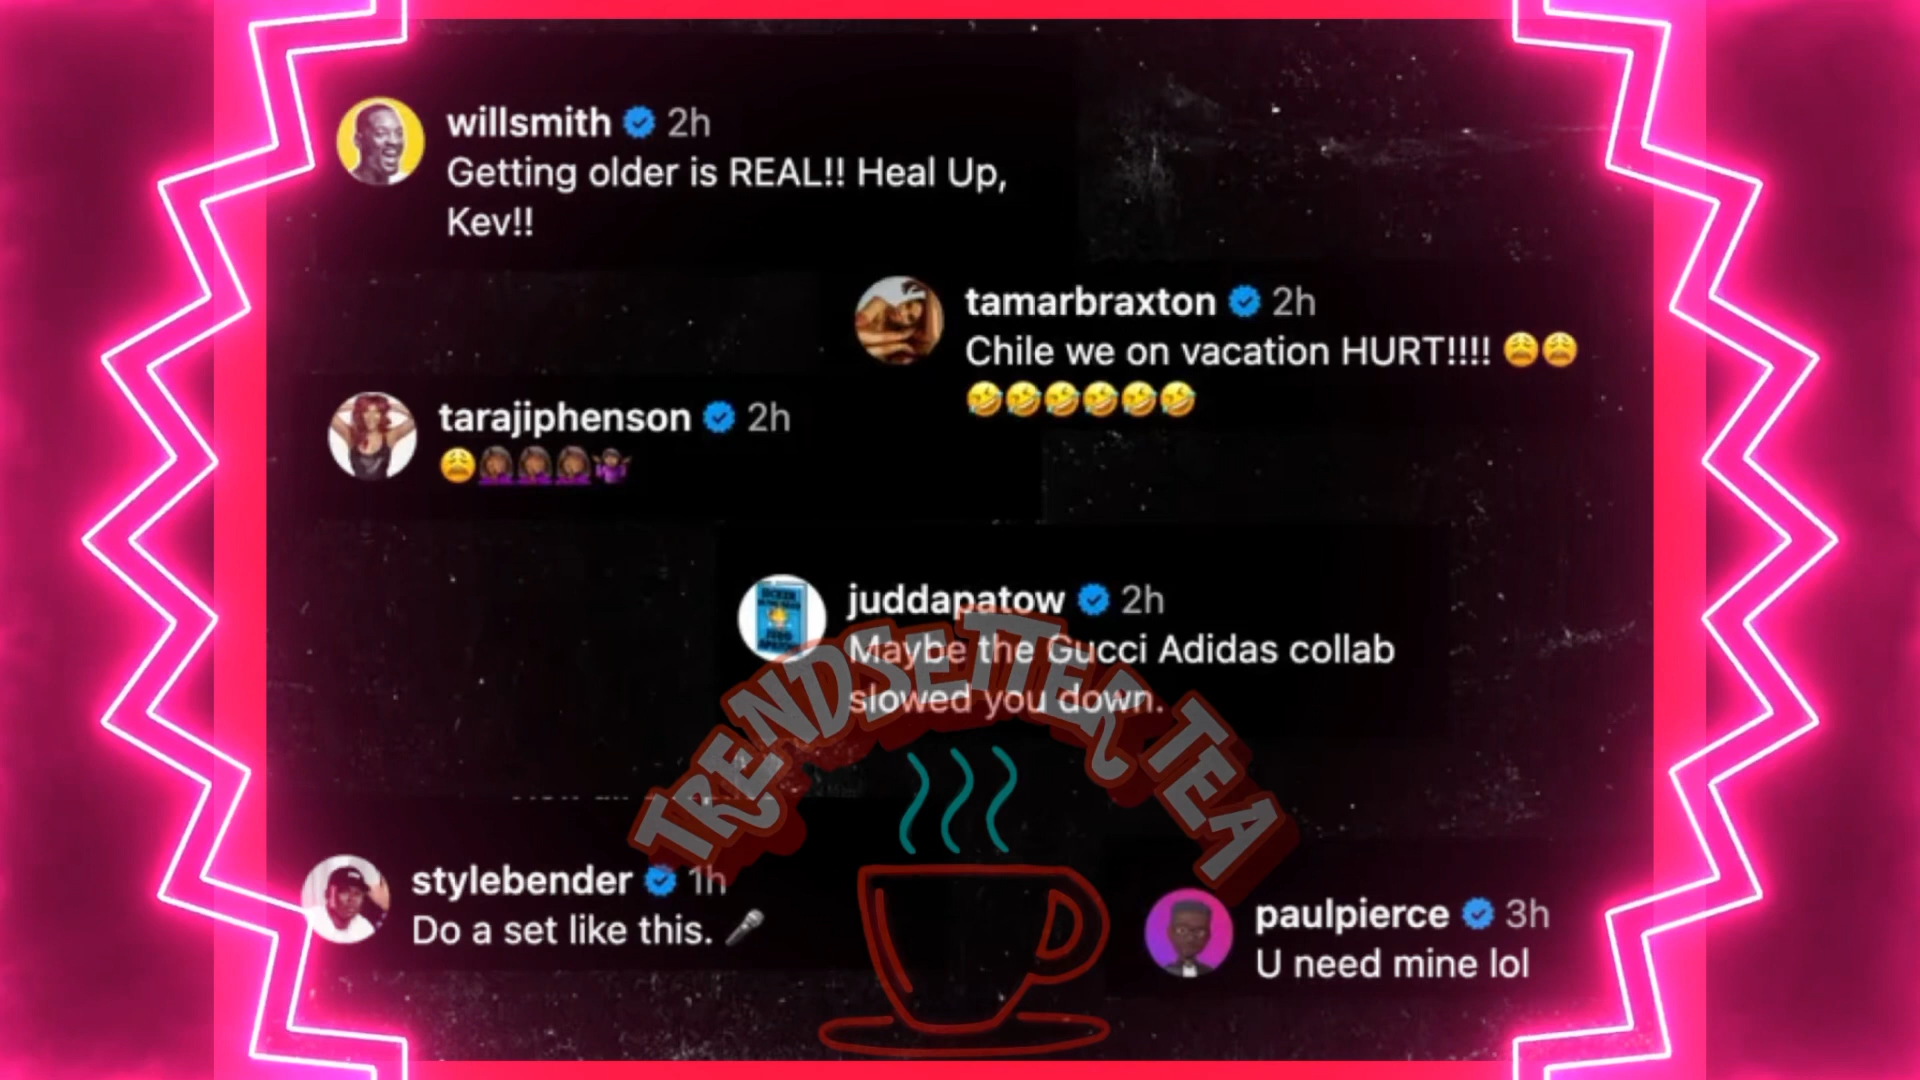 willsmith 2h
Getting older is REAL!! Heal Up,
Kev!!
tamarbraxton 2h
Chile we on vacation HURT!!!! 😩😩
🤣🤣🤣🤣🤣🤣
tarajiphenson 2h
😩🤦🏾‍♀️🤦🏾‍♀️🤦🏾‍♀️🤷🏾‍♀️
juddapatow 2h
Maybe the Gucci Adidas collab
slowed you down.
TRENDSETTER TEA
stylebender 1h
Do a set like this. 🎤
paulpierce 3h
U need mine lol